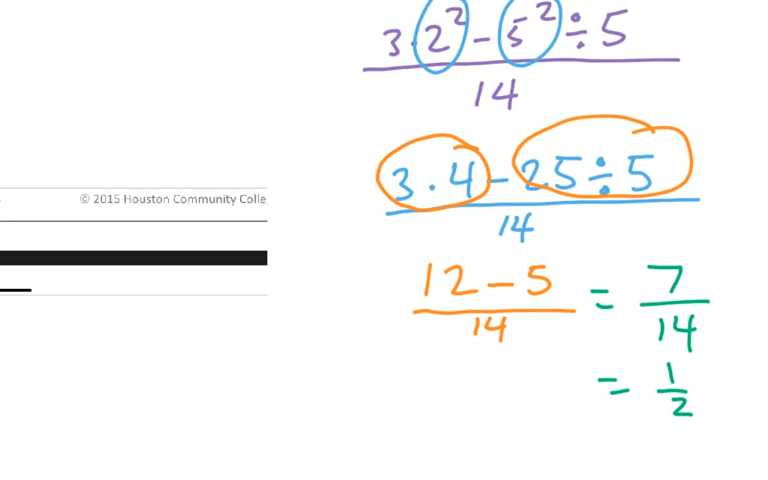 3·2² - 5² ÷ 5
14
3·4 - 25 ÷ 5
14
© 2015 Houston Community Colle
12 - 5 = 7
14 14
= 1
2